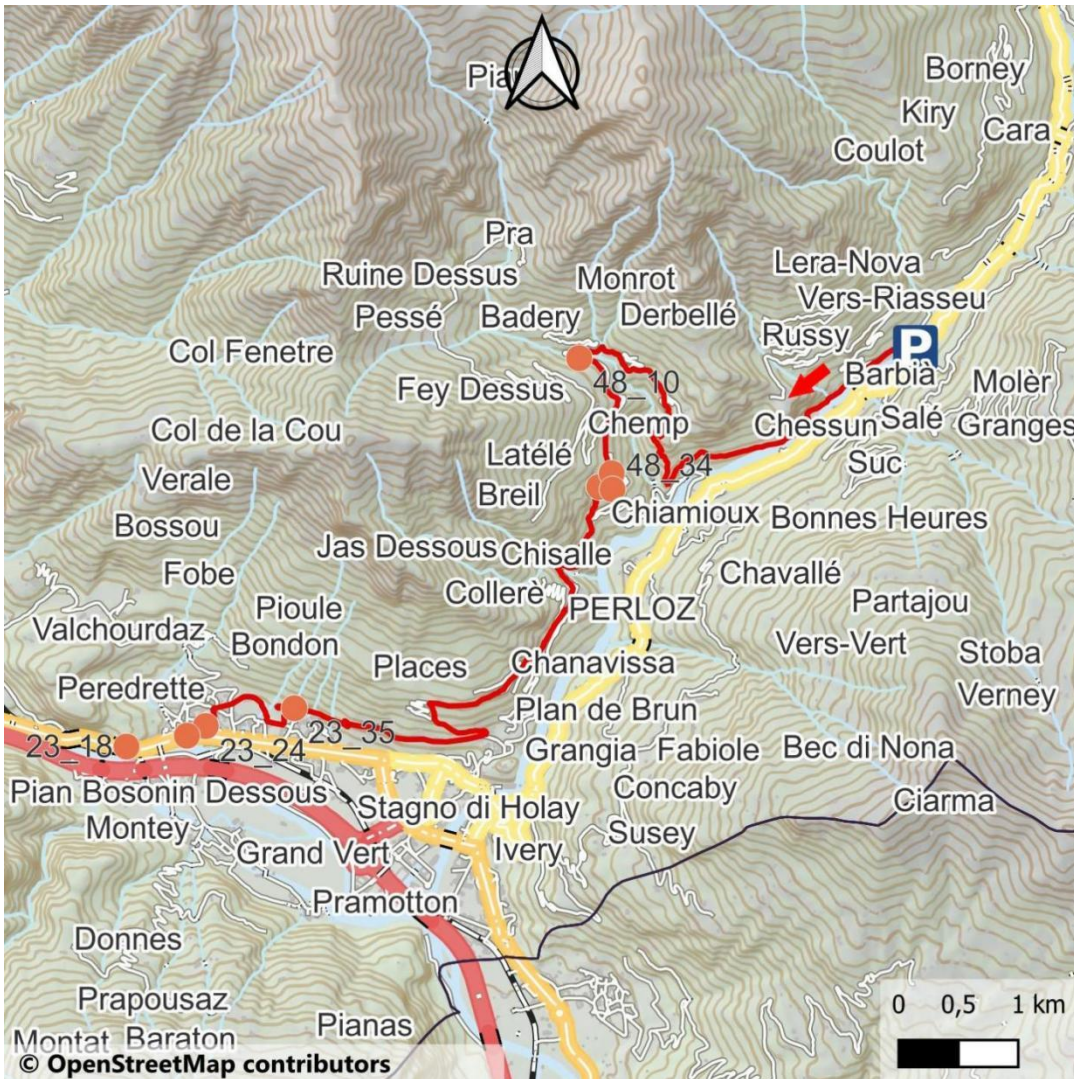 Borney
Pia
Kiry
Cara
Coulot
Pra
Lera-Nova
Ruine Dessus
Monrot
Vers-Riasseu
Pessé
Badery
Derbellé
Russy
P
Col Fenetre
Barbià
Fey Dessus
48_10
Molèr
Chemp
Chessun
Salé
Granges
Col de la Cou
Latélé
48_34
Suc
Verale
Breil
Chiamioux
Bonnes Heures
Bossou
Jas Dessous
Chisalle
Fobe
Collerè
Chavallé
Pioule
PERLOZ
Partajou
Valchourdaz
Bondon
Places
Chanavissa
Vers-Vert
Stoba
Peredrette
Plan de Brun
Verney
23_35
23_18
23_24
Grangia
Fabiole
Bec di Nona
Pian Bosonin Dessous
Concaby
Ciarma
Montey
Stagno di Holay
Susey
Grand Vert
Ivery
Pramotton
Donnes
Prapousaz
Pianas
0 0,5 1 km
Montat
Baraton
© OpenStreetMap contributors